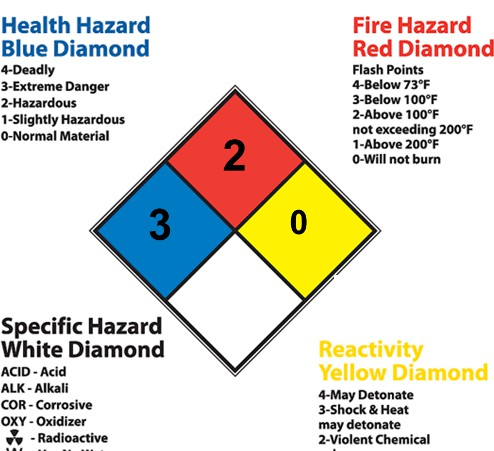 Health Hazard
Blue Diamond
4-Deadly
3-Extreme Danger
2-Hazardous
1-Slightly Hazardous
0-Normal Material
Fire Hazard
Red Diamond
Flash Points
4-Below 73°F
3-Below 100°F
2-Above 100°F
not exceeding 200°F
1-Above 200°F
0-Will not burn
2
3
0
Specific Hazard
White Diamond
ACID - Acid
ALK - Alkali
COR - Corrosive
OXY - Oxidizer
- Radioactive
Reactivity
Yellow Diamond
4-May Detonate
3-Shock & Heat
may detonate
2-Violent Chemical